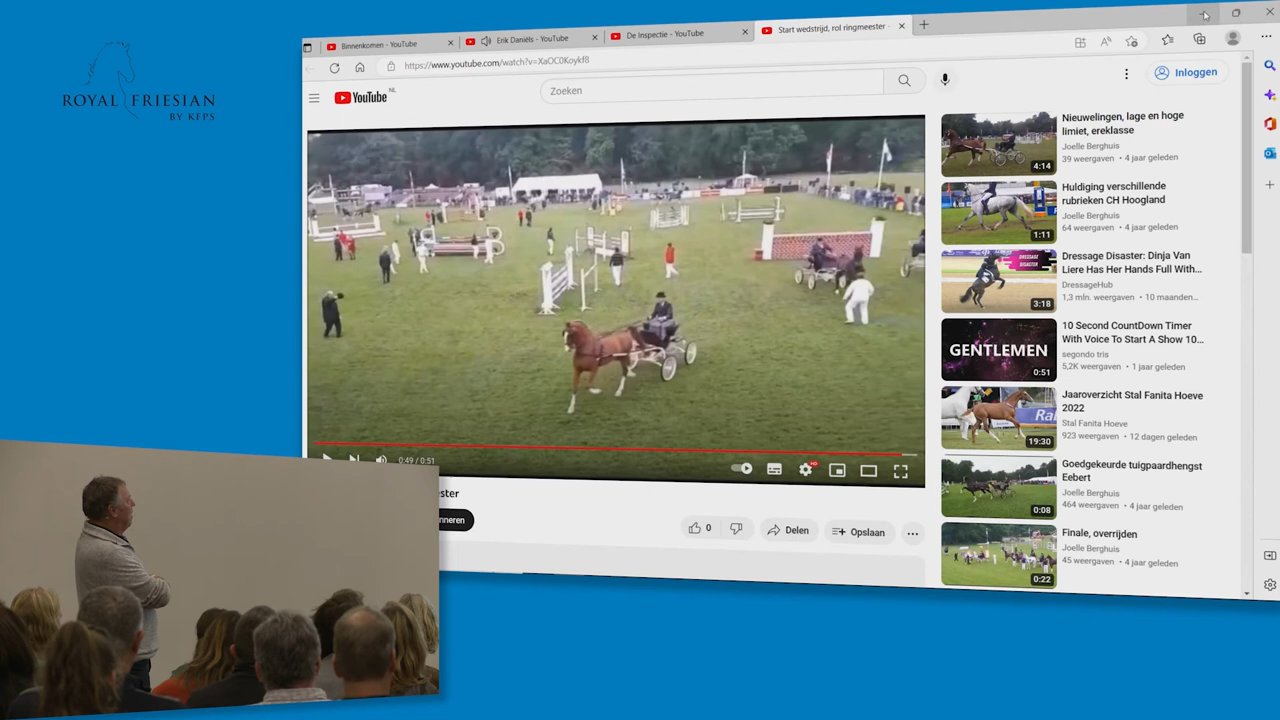 ROYAL FRIESIAN
BY KFPS
Binnenkomen - YouTube
Erik Daniëls - YouTube
De Inspectie - YouTube
Start wedstrijd, rol ringmeester -
https://www.youtube.com/watch?v=XaOC0Koykf8
YouTube NL
Zoeken
Inloggen
0:49 / 0:51
HD
ester
nneren
0
Delen
Opslaan
4:14
Nieuwelingen, lage en hoge
limiet, ereklasse
Joelle Berghuis
39 weergaven • 4 jaar geleden
1:11
Huldiging verschillende
rubrieken CH Hoogland
Joelle Berghuis
64 weergaven • 4 jaar geleden
DRESSAGE
DISASTER
3:18
Dressage Disaster: Dinja Van
Liere Has Her Hands Full With...
DressageHub
1,3 mln. weergaven • 10 maanden...
GENTLEMEN
0:51
10 Second CountDown Timer
With Voice To Start A Show 10...
segondo tris
5,2K weergaven • 1 jaar geleden
19:30
Jaaroverzicht Stal Fanita Hoeve
2022
Stal Fanita Hoeve
923 weergaven • 12 dagen geleden
0:08
Goedgekeurde tuigpaardhengst
Eebert
Joelle Berghuis
464 weergaven • 4 jaar geleden
0:22
Finale, overrijden
Joelle Berghuis
45 weergaven • 4 jaar geleden